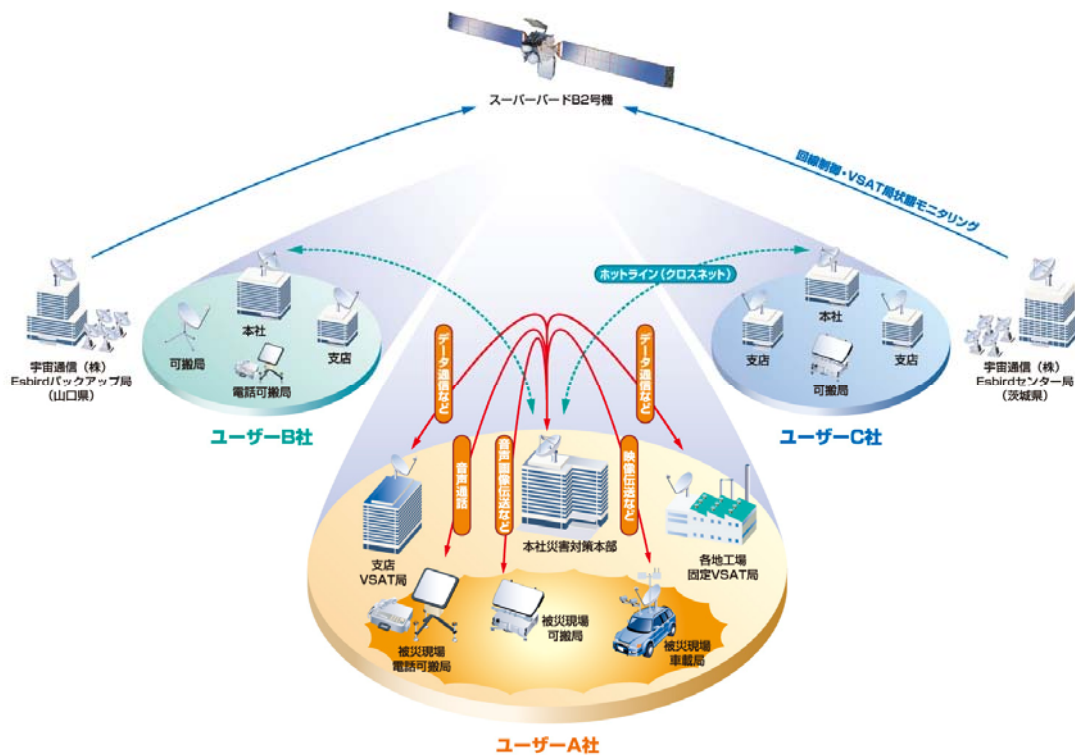 スーパーバードB2号機
回線制御・VSAT局状態モニタリング
ホットライン（クロスネット）
宇宙通信（株）
Esbirdバックアップ局
（山口県）
本社
可搬局
支店
電話可搬局
ユーザーB社
本社
支店
支店
可搬局
ユーザーC社
宇宙通信（株）
Esbirdセンター局
（茨城県）
データ通信など
音声通話
音声画像伝送など
映像伝送など
データ通信など
支店
VSAT局
本社災害対策本部
各地工場
固定VSAT局
被災現場
電話可搬局
被災現場
可搬局
被災現場
車載局
ユーザーA社